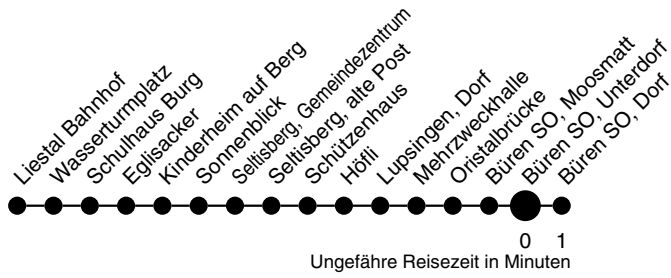 Liestal Bahnhof
Wasserturmplatz
Schulhaus Burg
Eglisacker
Kinderheim auf Berg
Sonnenblick
Seltisberg, Gemeindezentrum
Seltisberg, alte Post
Schützenhaus
Höfli
Lupsingen, Dorf
Mehrzweckhalle
Oristalbrücke
Büren SO, Moosmatt
Büren SO, Unterdorf
Büren SO, Dorf
0 1
Ungefähre Reisezeit in Minuten